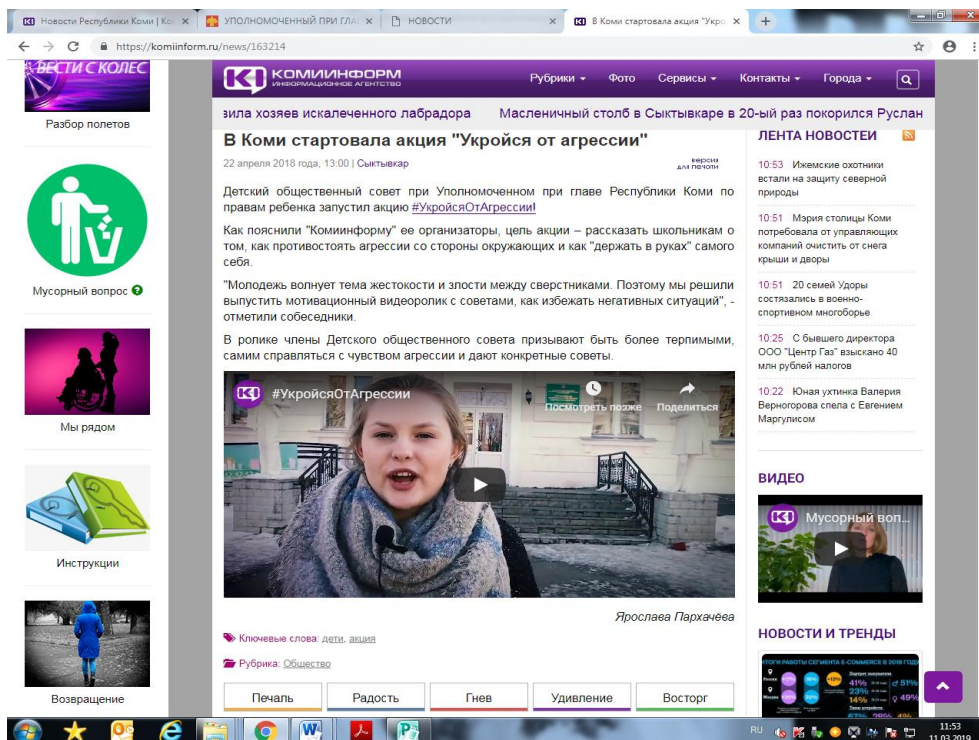 Новости Республики Коми | Ко
УПОЛНОМОЧЕННЫЙ ПРИ ГЛА
НОВОСТИ
В Коми стартовала акция "Укро
https://komiinform.ru/news/163214
ВЕСТИ С КОЛЕС
Разбор полетов
Мусорный вопрос
Мы рядом
Инструкции
Возвращение
КОМИИНФОРМ
ИНФОРМАЦИОННОЕ АГЕНТСТВО
Рубрики
Фото
Сервисы
Контакты
Города
зила хозяев искалеченного лабрадора
Масленичный столб в Сыктывкаре в 20-ый раз покорился Руслан
В Коми стартовала акция "Укройся от агрессии"
22 апреля 2018 года, 13:00 | Сыктывкар
версия
для печати
Детский общественный совет при Уполномоченном при главе Республики Коми по
правам ребенка запустил акцию #УкройсяОтАгрессии!
Как пояснили "Комиинформу" ее организаторы, цель акции – рассказать школьникам о
том, как противостоять агрессии со стороны окружающих и как "держать в руках" самого
себя.
"Молодежь волнует тема жестокости и злости между сверстниками. Поэтому мы решили
выпустить мотивационный видеоролик с советами, как избежать негативных ситуаций", -
отметили собеседники.
В ролике члены Детского общественного совета призывают быть более терпимыми,
самим справляться с чувством агрессии и дают конкретные советы.
#УкройсяОтАгрессии
Посмотреть позже
Поделиться
Ярослава Пархачёва
Ключевые слова: дети, акция
Рубрика: Общество
Печаль
Радость
Гнев
Удивление
Восторг
ЛЕНТА НОВОСТЕЙ
10:53 Ижемские охотники
встали на защиту северной
природы
10:51 Мэрия столицы Коми
потребовала от управляющих
компаний очистить от снега
крыши и дворы
10:51 20 семей Удоры
состязались в военно-
спортивном многоборье
10:25 С бывшего директора
ООО "Центр Газ" взыскано 40
млн рублей налогов
10:22 Юная ухтинка Валерия
Верногорова спела с Евгением
Маргулисом
ВИДЕО
Мусорный воп...
НОВОСТИ И ТРЕНДЫ
ИТОГИ РАБОТЫ СЕГМЕНТА E-COMMERCE В 2018 ГОДУ
41%
51%
23%
14%
49%
RU
11:53
11.03.2019